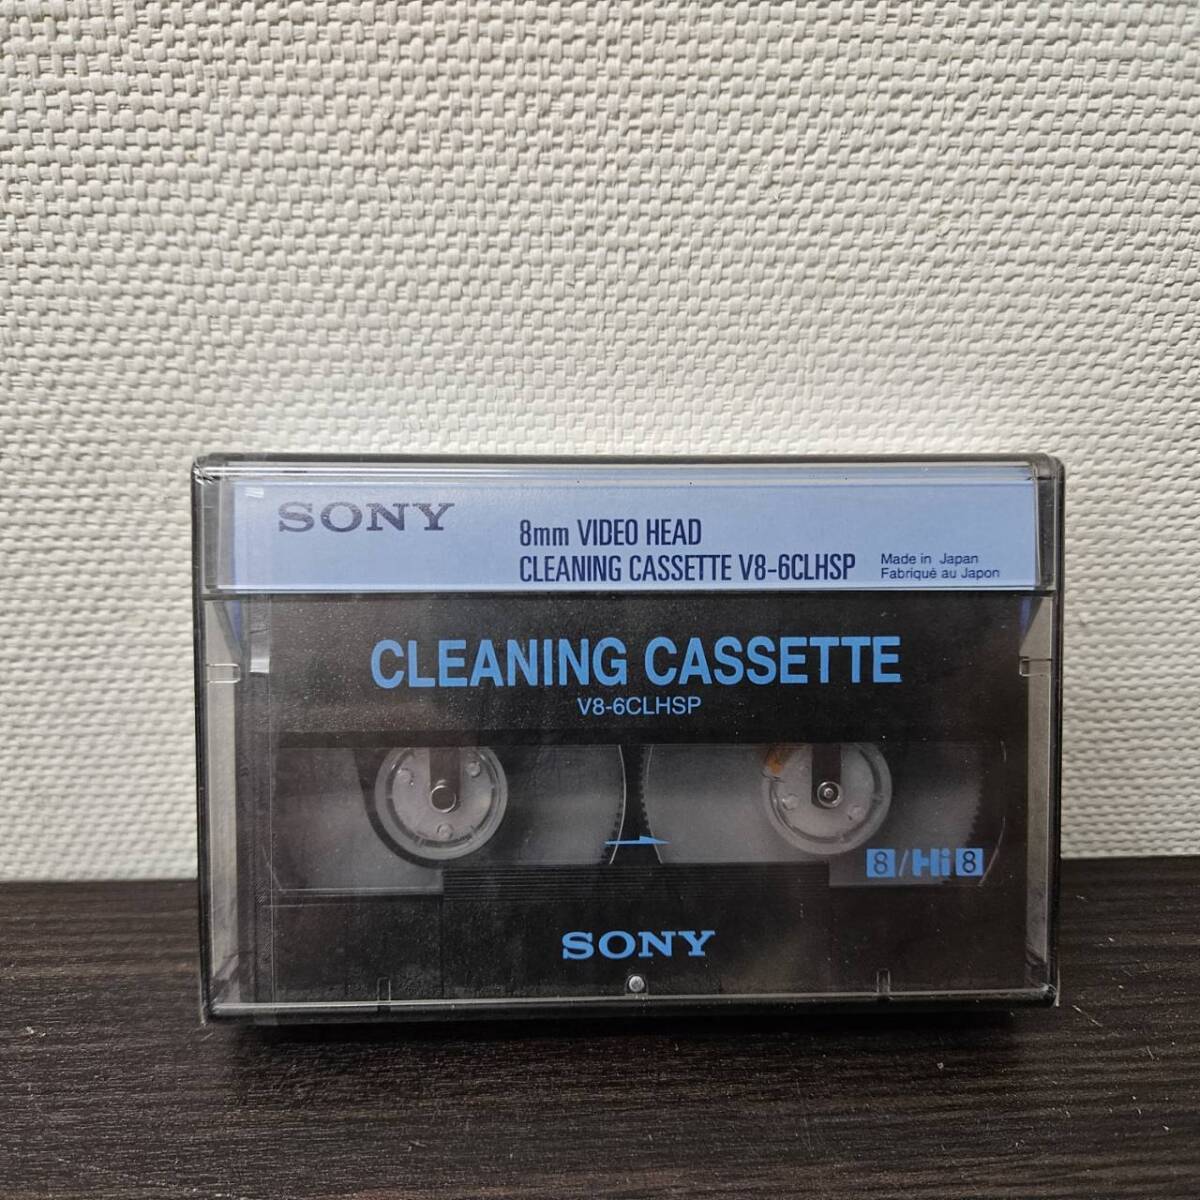 SONY
8mm VIDEO HEAD
CLEANING CASSETTE V8-6CLHSP
Made in Japan
Fabriqué au Japon
CLEANING CASSETTE
V8-6CLHSP
8/Hi8
SONY